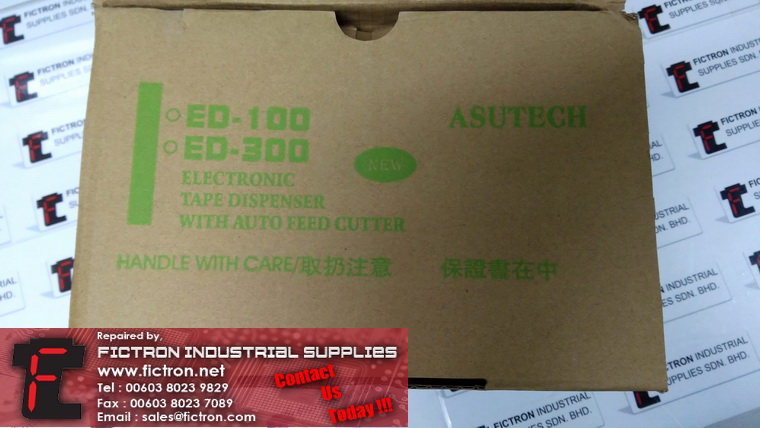 ED-100
ED-300
ELECTRONIC
TAPE DISPENSER
WITH AUTO FEED CUTTER
NEW
ASUTECH
HANDLE WITH CARE/取扔注意
保證書在中
FICTRON INDUSTRIAL
SUPPLIES SDN. BHD.
Repaired by,
FICTRON INDUSTRIAL SUPPLIES
www.fictron.net
Tel : 00603 8023 9829
Fax : 00603 8023 7089
Email : sales@fictron.com
Contact
Us
Today !!!